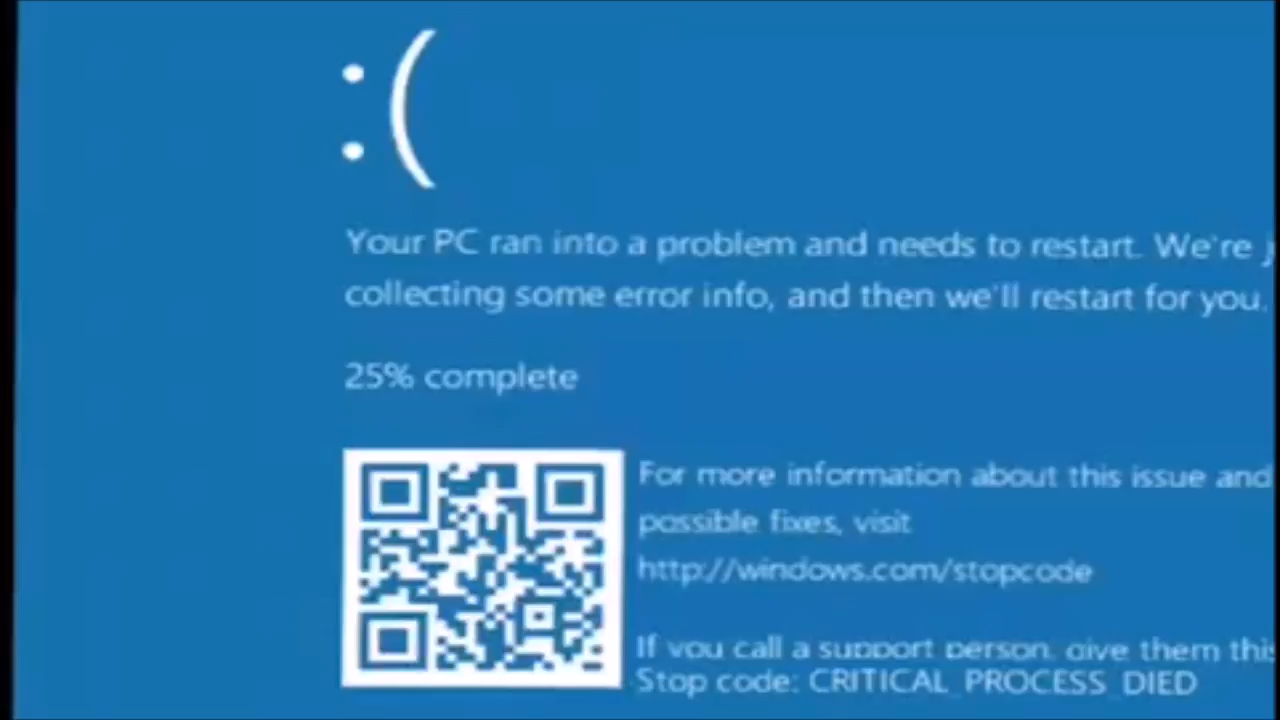 :(
Your PC ran into a problem and needs to restart. We're
collecting some error info, and then we'll restart for you.
25% complete
For more information about this issue and
possible fixes, visit
http://windows.com/stopcode
If you call a support person, give them this
Stop code: CRITICAL_PROCESS_DIED